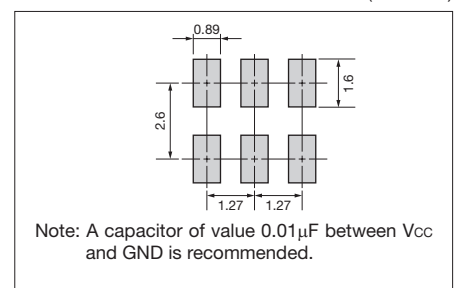 0.89
1.6
2.6
1.27 1.27
Note: A capacitor of value 0.01μF between Vcc
and GND is recommended.